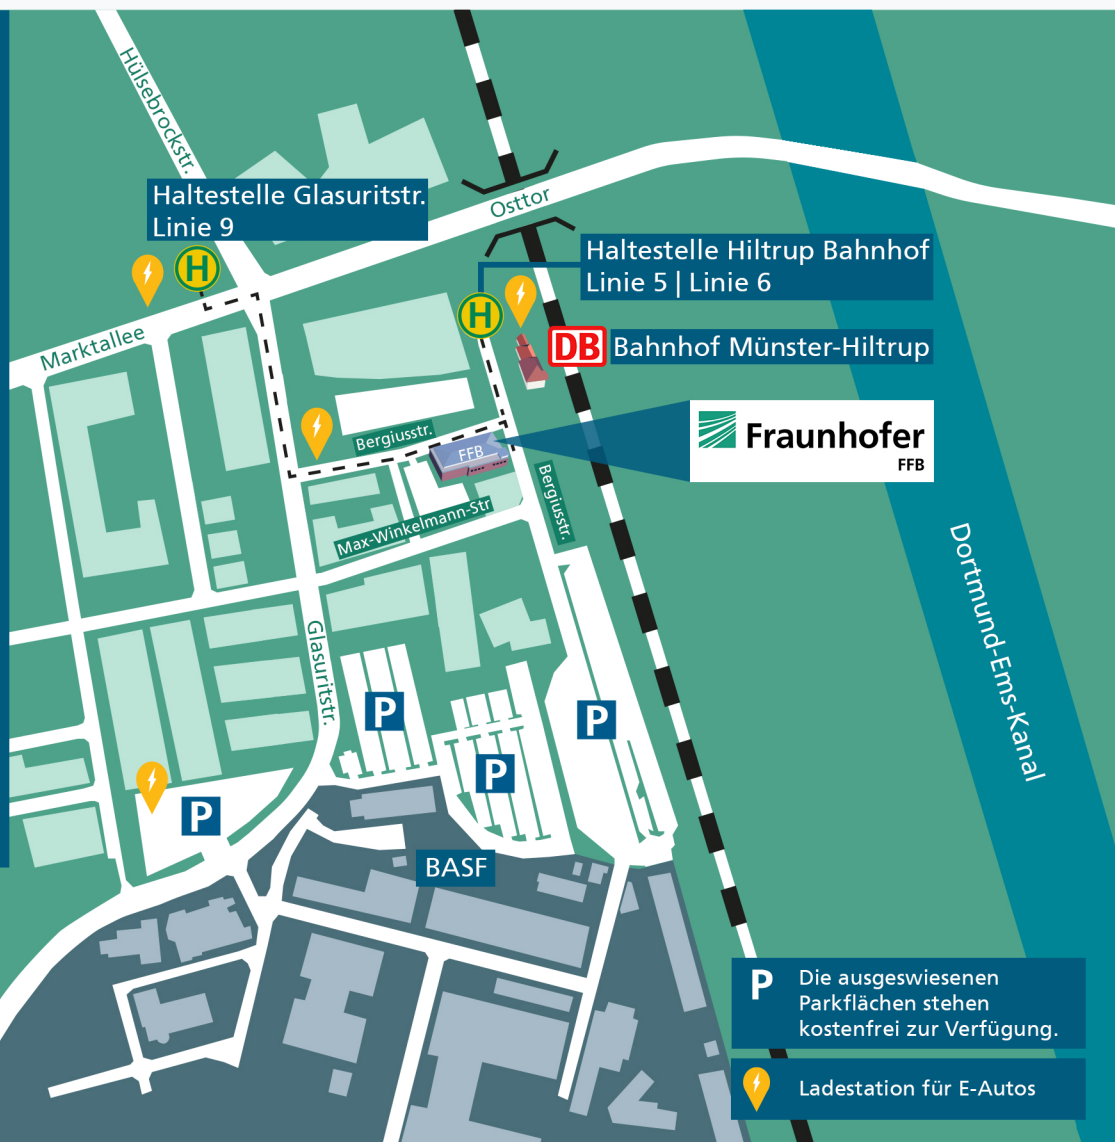 Hülsebrockstr.
Haltestelle Glasuritstr.
Linie 9
H
Osttor
Haltestelle Hiltrup Bahnhof
Linie 5 | Linie 6
H
Marktallee
DB
Bahnhof Münster-Hiltrup
Bergiusstr.
FFB
Fraunhofer
FFB
Bergiusstr.
Max-Winkelmann-Str
Dortmund-Ems-Kanal
Glasuritstr.
P
P
P
P
BASF
P
Die ausgewiesenen
Parkflächen stehen
kostenfrei zur Verfügung.
Ladestation für E-Autos